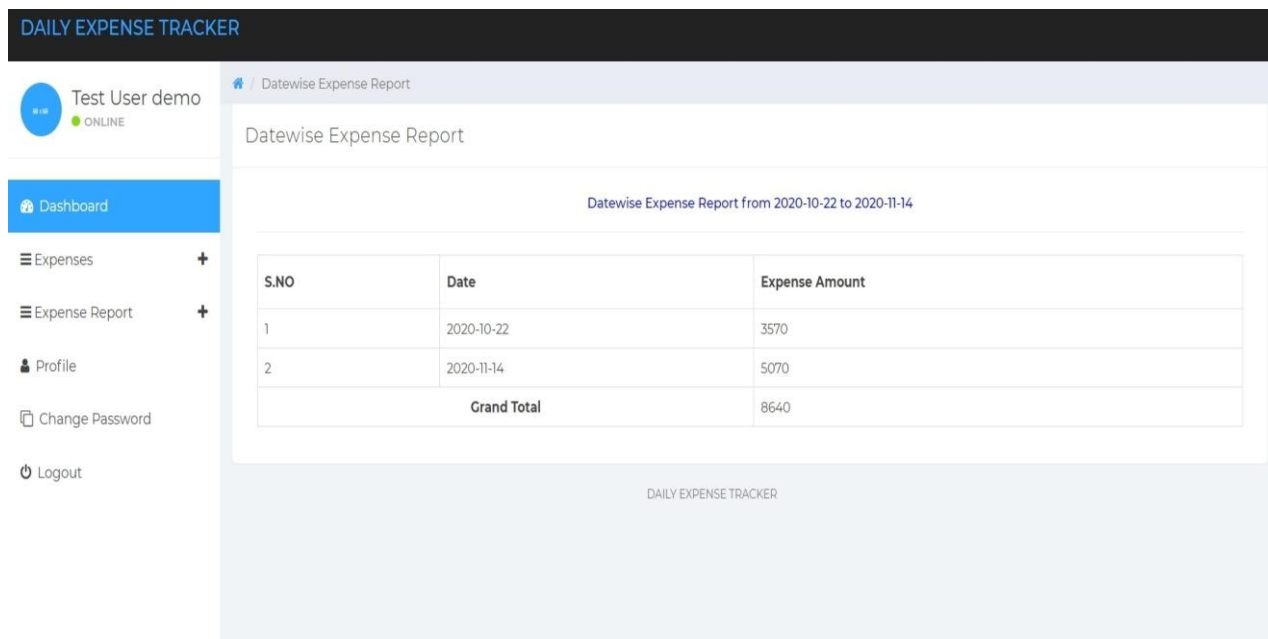 DAILY EXPENSE TRACKER
Test User demo
ONLINE
Dashboard
Expenses
Expense Report
Profile
Change Password
Logout
/ Datewise Expense Report
Datewise Expense Report
Datewise Expense Report from 2020-10-22 to 2020-11-14
S.NO Date Expense Amount
1 2020-10-22 3570
2 2020-11-14 5070
Grand Total 8640
DAILY EXPENSE TRACKER